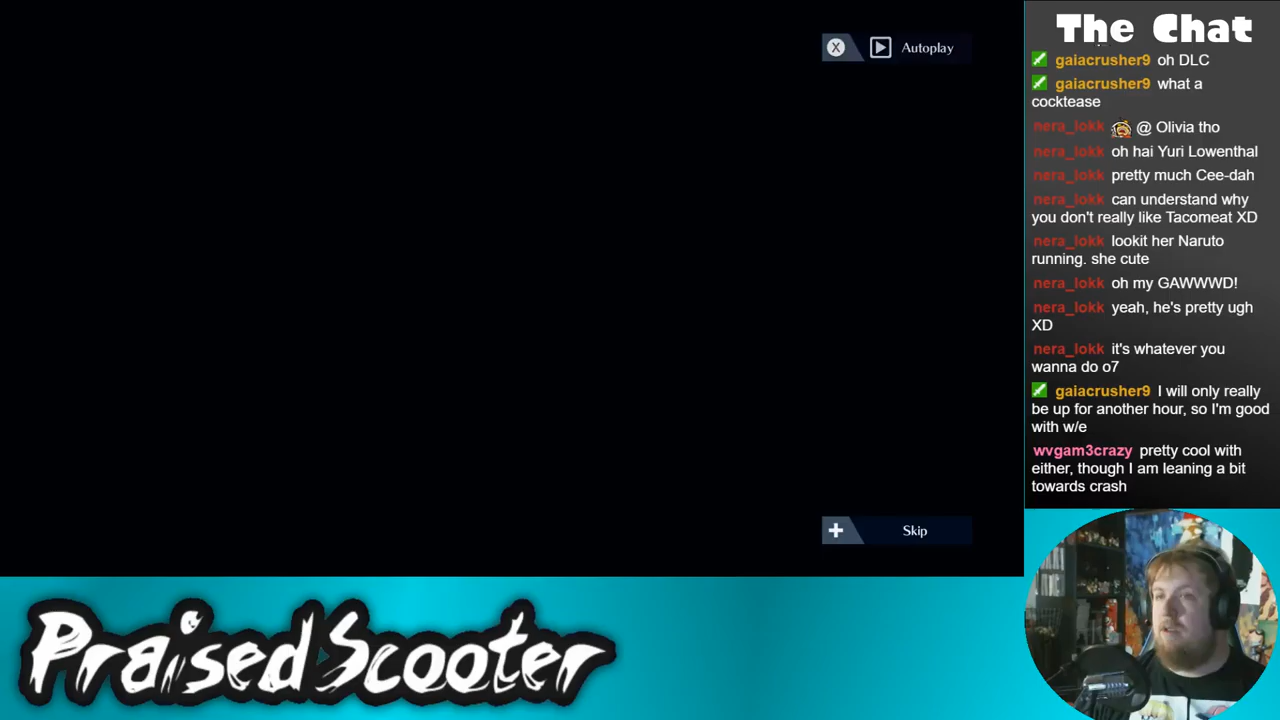 X Autoplay
+ Skip
The Chat
gaiacrusher9 oh DLC
gaiacrusher9 what a
cocktease
nera_lokk @ Olivia tho
nera_lokk oh hai Yuri Lowenthal
nera_lokk pretty much Cee-dah
nera_lokk can understand why
you don't really like Tacomeat XD
nera_lokk lookit her Naruto
running. she cute
nera_lokk oh my GAWWWD!
nera_lokk yeah, he's pretty ugh
XD
nera_lokk it's whatever you
wanna do o7
gaiacrusher9 I will only really
be up for another hour, so I'm good
with w/e
wvgam3crazy pretty cool with
either, though I am leaning a bit
towards crash
PraisedScooter